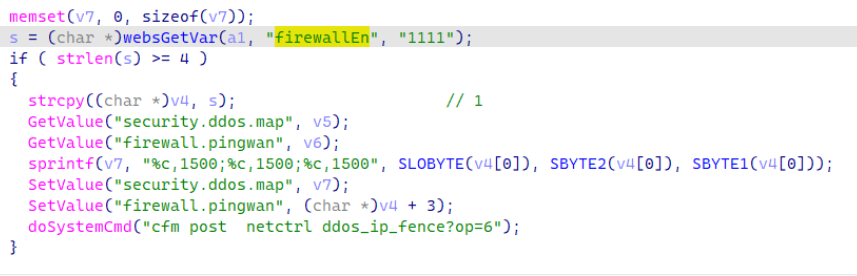 memset(v7, 0, sizeof(v7));
s = (char *)websGetVar(a1, "firewallEn", "1111");
if ( strlen(s) >= 4 )
{
strcpy((char *)v4, s); // 1
GetValue("security.ddos.map", v5);
GetValue("firewall.pingwan", v6);
sprintf(v7, "%c,1500;%c,1500;%c,1500", SLOBYTE(v4[0]), SBYTE2(v4[0]), SBYTE1(v4[0]));
SetValue("security.ddos.map", v7);
SetValue("firewall.pingwan", (char *)v4 + 3);
doSystemCmd("cfm post  netctrl ddos_ip_fence?op=6");
}